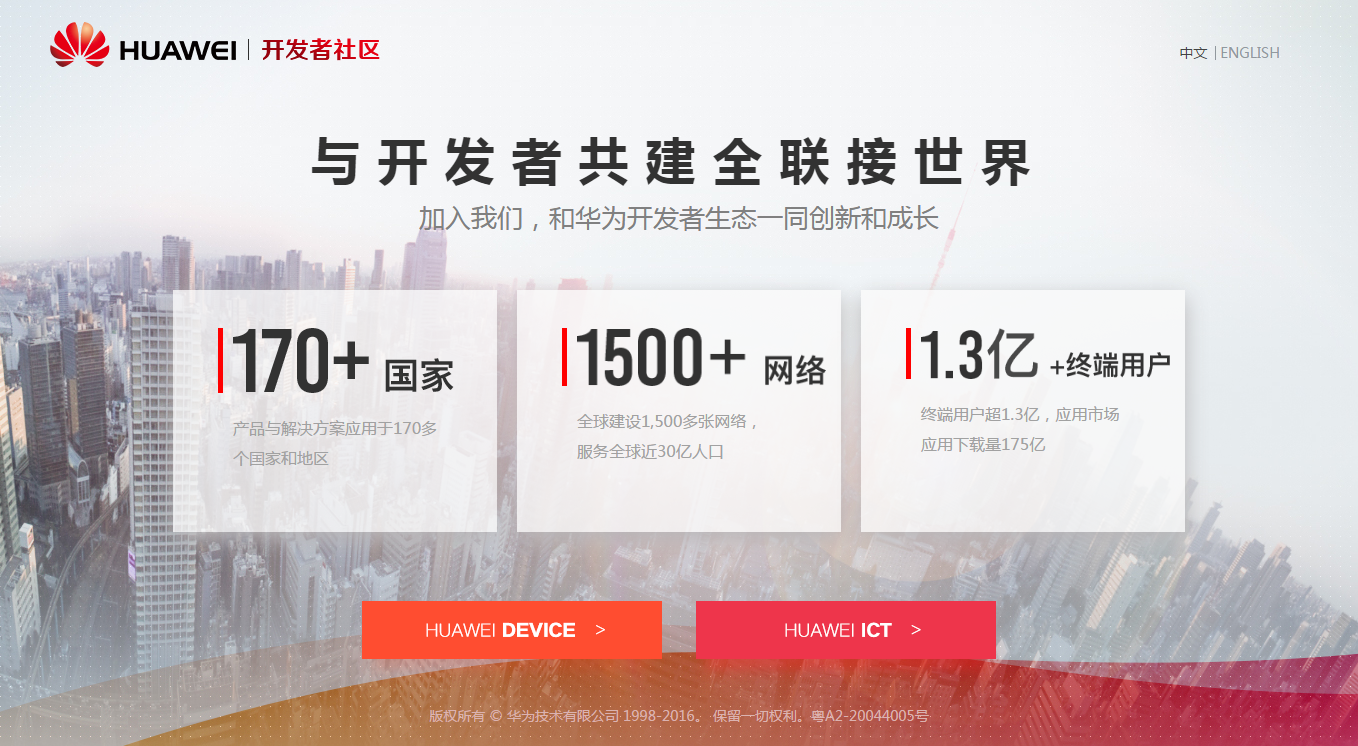 HUAWEI | 开发者社区
中文 | ENGLISH
与开发者共建全联接世界
加入我们，和华为开发者生态一同创新和成长
170+ 国家
产品与解决方案应用于170多
个国家和地区
1500+ 网络
全球建设1,500多张网络，
服务全球近30亿人口
1.3亿 +终端用户
终端用户超1.3亿，应用市场
应用下载量175亿
HUAWEI DEVICE >
HUAWEI ICT >
版权所有 © 华为技术有限公司 1998-2016。 保留一切权利。粤A2-20044005号